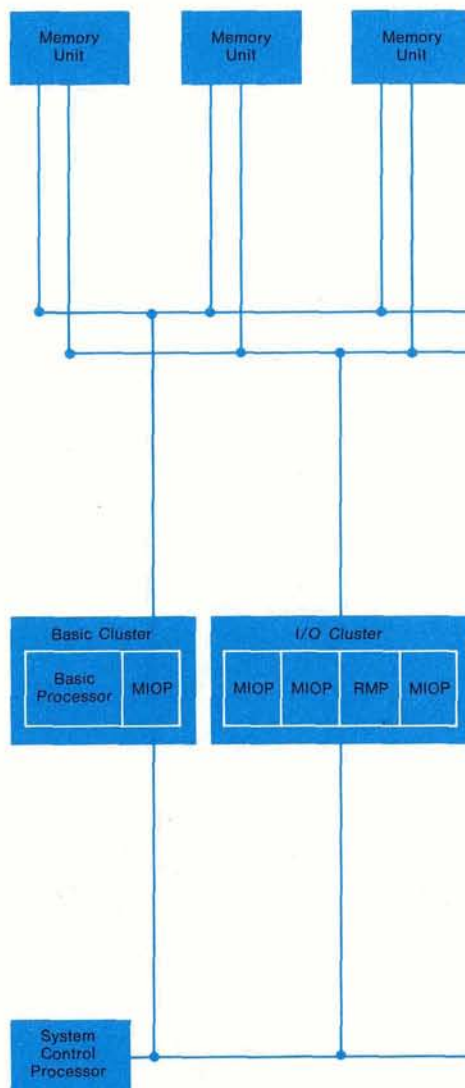 Memory
Unit
Memory
Unit
Memory
Unit
Basic Cluster
Basic
Processor
MIOP
I/O Cluster
MIOP
MIOP
RMP
MIOP
System
Control
Processor